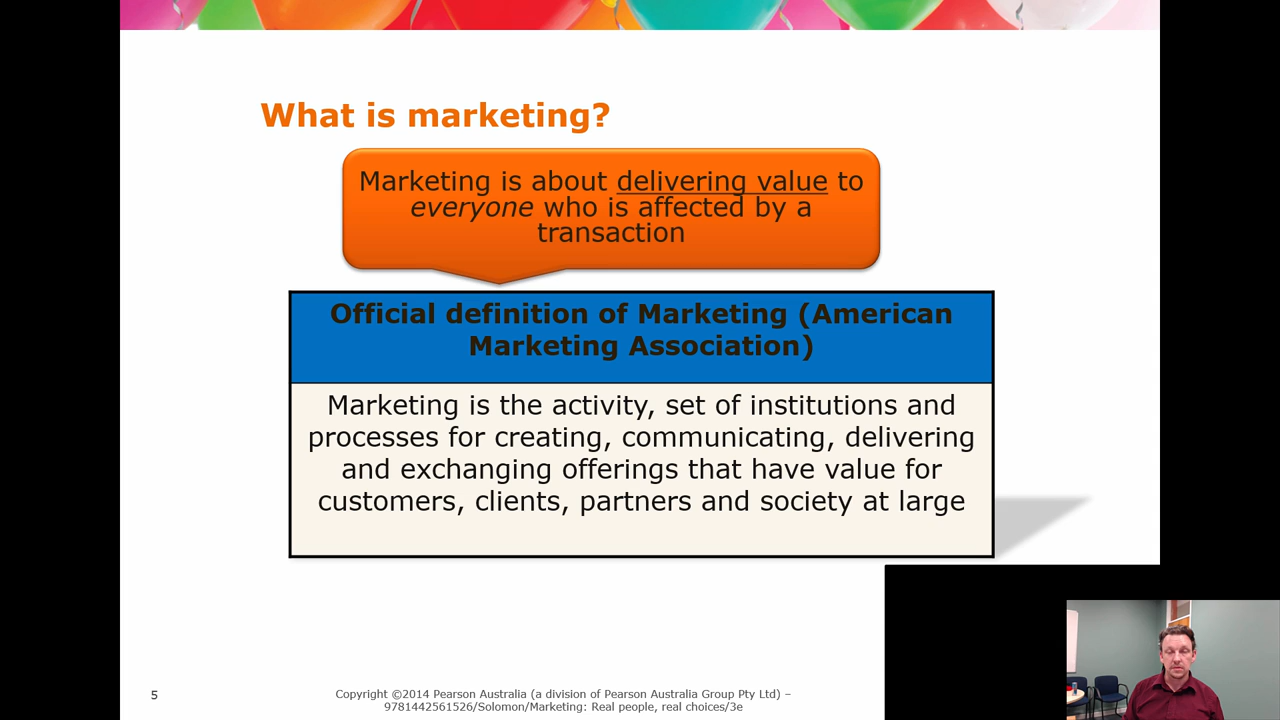 What is marketing?
Marketing is about delivering value to
everyone who is affected by a
transaction
Official definition of Marketing (American
Marketing Association)
Marketing is the activity, set of institutions and
processes for creating, communicating, delivering
and exchanging offerings that have value for
customers, clients, partners and society at large
5
Copyright ©2014 Pearson Australia (a division of Pearson Australia Group Pty Ltd) –
9781442561526/Solomon/Marketing: Real people, real choices/3e